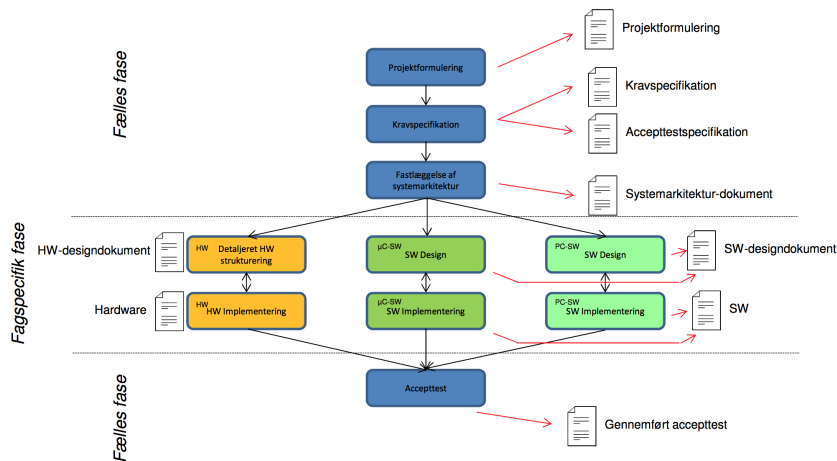 Fælles fase
Projektformulering
Projektformulering
Kravspecifikation
Kravspecifikation
Accepttestspecifikation
Fastlæggelse af
systemarkitektur
Systemarkitektur-dokument
Fagspecifik fase
HW-designdokument
HW
Detaljeret HW
strukturering
µC-SW
SW Design
PC-SW
SW Design
SW-designdokument
Hardware
HW
HW Implementering
µC-SW
SW Implementering
PC-SW
SW Implementering
SW
Fælles fase
Accepttest
Gennemført accepttest